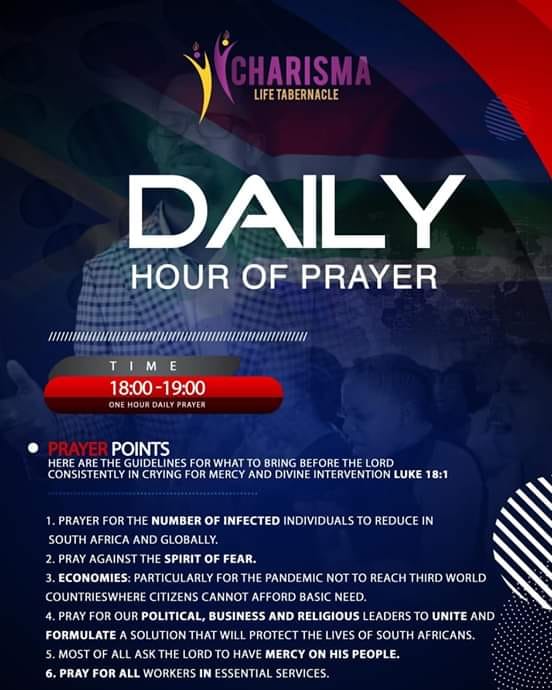 CHARISMA
LIFE TABERNACLE
DAILY
HOUR OF PRAYER
TIME
18:00 -19:00
ONE HOUR DAILY PRAYER
PRAYER POINTS
HERE ARE THE GUIDELINES FOR WHAT TO BRING BEFORE THE LORD
CONSISTENTLY IN CRYING FOR MERCY AND DIVINE INTERVENTION LUKE 18:1
1. PRAYER FOR THE NUMBER OF INFECTED INDIVIDUALS TO REDUCE IN
SOUTH AFRICA AND GLOBALLY.
2. PRAY AGAINST THE SPIRIT OF FEAR.
3. ECONOMIES: PARTICULARLY FOR THE PANDEMIC NOT TO REACH THIRD WORLD
COUNTRIESWHERE CITIZENS CANNOT AFFORD BASIC NEED.
4. PRAY FOR OUR POLITICAL, BUSINESS AND RELIGIOUS LEADERS TO UNITE AND
FORMULATE A SOLUTION THAT WILL PROTECT THE LIVES OF SOUTH AFRICANS.
5. MOST OF ALL ASK THE LORD TO HAVE MERCY ON HIS PEOPLE.
6. PRAY FOR ALL WORKERS IN ESSENTIAL SERVICES.